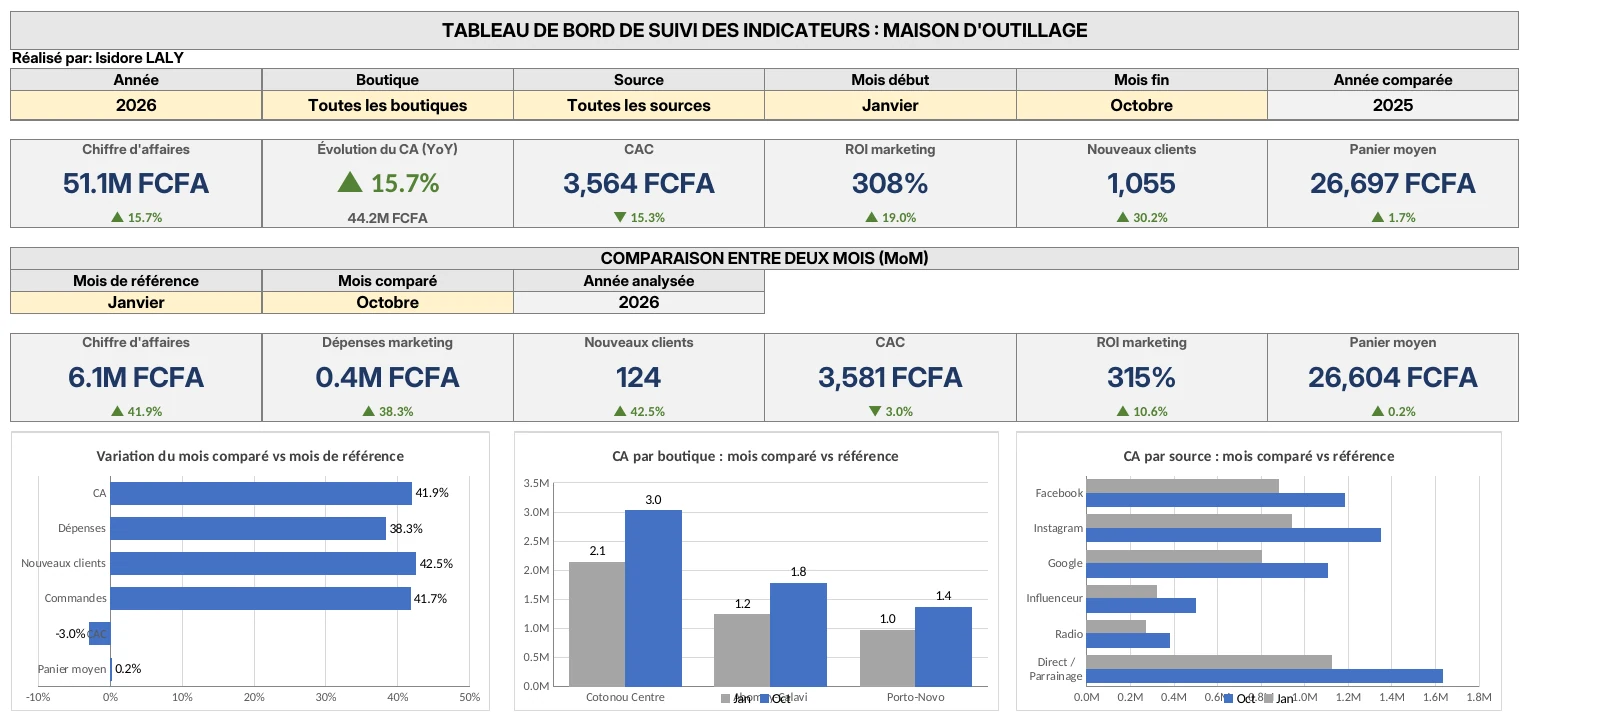 TABLEAU DE BORD DE SUIVI DES INDICATEURS : MAISON D'OUTILLAGE
Réalisé par: Isidore LALY
Année Boutique Source Mois début Mois fin Année comparée
2026 Toutes les boutiques Toutes les sources Janvier Octobre 2025
Chiffre d'affaires Évolution du CA (YoY) CAC ROI marketing Nouveaux clients Panier moyen
51.1M FCFA ▲ 15.7% 3,564 FCFA 308% 1,055 26,697 FCFA
▲ 15.7% 44.2M FCFA ▼ 15.3% ▲ 19.0% ▲ 30.2% ▲ 1.7%
COMPARAISON ENTRE DEUX MOIS (MoM)
Mois de référence Mois comparé Année analysée
Janvier Octobre 2026
Chiffre d'affaires Dépenses marketing Nouveaux clients CAC ROI marketing Panier moyen
6.1M FCFA 0.4M FCFA 124 3,581 FCFA 315% 26,604 FCFA
▲ 41.9% ▲ 38.3% ▲ 42.5% ▼ 3.0% ▲ 10.6% ▲ 0.2%
Variation du mois comparé vs mois de référence
CA 41.9%
Dépenses 38.3%
Nouveaux clients 42.5%
Commandes 41.7%
-3.0% CAC
Panier moyen 0.2%
-10% 0% 10% 20% 30% 40% 50%
CA par boutique : mois comparé vs référence
3.5M
3.0M
2.5M
2.0M
1.5M
1.0M
0.5M
0.0M
2.1 3.0
1.2 1.8
1.0 1.4
Cotonou Centre Abomey-Calavi Porto-Novo
Jan Oct
CA par source : mois comparé vs référence
Facebook
Instagram
Google
Influenceur
Radio
Direct /
Parrainage
0.0M 0.2M 0.4M 0.6M 0.8M 1.0M 1.2M 1.4M 1.6M 1.8M
Oct Jan